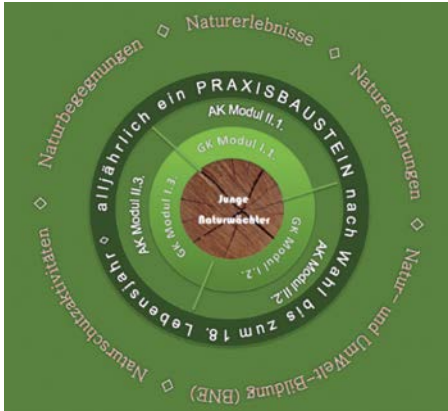 Naturbegegnungen ◇ Naturerlebnisse ◇ Naturerfahrungen ◇ Natur- und UmWelt-Bildung (BNE) ◇ Naturschutzaktivitäten ◇
alljährlich ein PRAXISBAUSTEIN nach Wahl bis zum 18. Lebensjahr ◇
AK Modul II.1.
AK Modul II.2.
AK Modul II.3.
GK Modul I.1.
GK Modul I.2.
GK Modul I.3.
Junge
Naturwächter